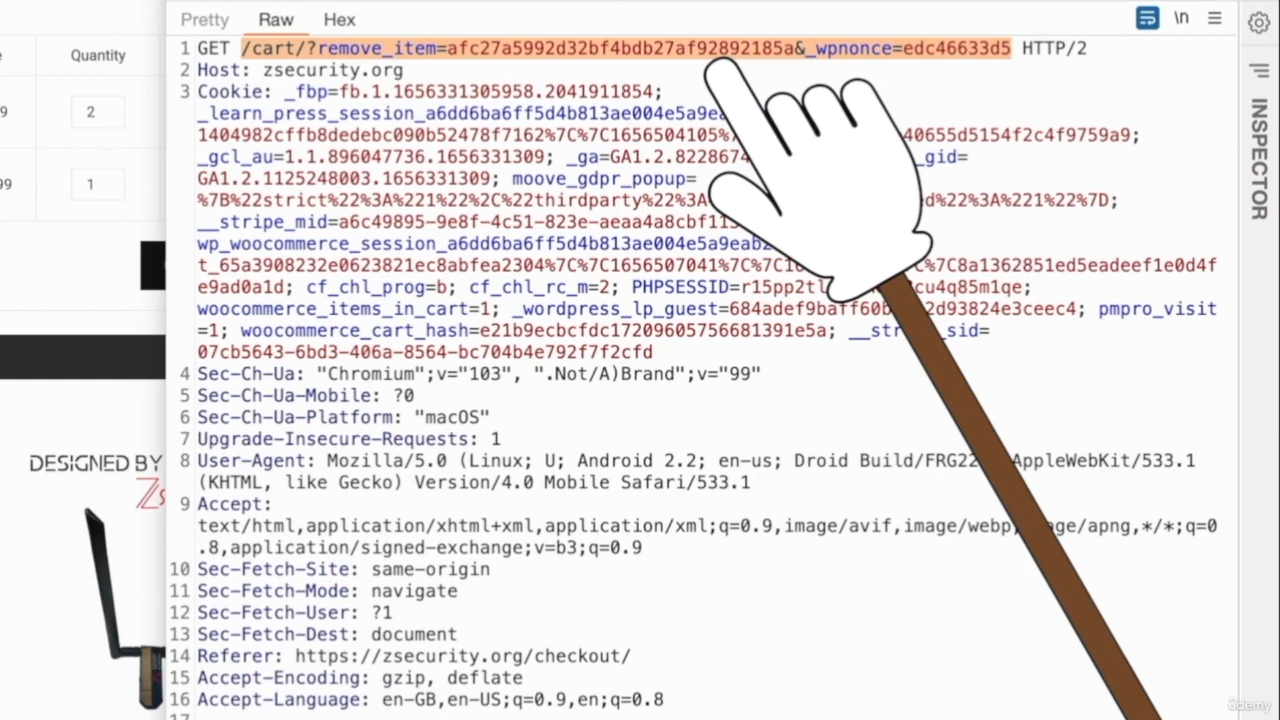 Pretty Raw Hex
\n
Quantity
9
2
99
1
DESIGNED BY
Zs
1 GET /cart/?remove_item=afc27a5992d32bf4bdb27af92892185a&_wpnonce=edc46633d5 HTTP/2
2 Host: zsecurity.org
3 Cookie: _fbp=fb.1.1656331305958.2041911854;
_learn_press_session_a6dd6ba6ff5d4b813ae004e5a9ea
1404982cffb8dedebc090b52478f7162%7C%7C1656504105% 40655d5154f2c4f9759a9;
_gcl_au=1.1.896047736.1656331309; _ga=GA1.2.8228674 _gid=
GA1.2.1125248003.1656331309; moove_gdpr_popup=
%7B%22strict%22%3A%221%22%2C%22thirdparty%22%3A d%22%3A%221%22%7D;
__stripe_mid=a6c49895-9e8f-4c51-823e-aeaa4a8cbf11
wp_woocommerce_session_a6dd6ba6ff5d4b813ae004e5a9eab2
t_65a3908232e0623821ec8abfea2304%7C%7C1656507041%7C%7C16 %7C8a1362851ed5eadeef1e0d4f
e9ad0a1d; cf_chl_prog=b; cf_chl_rc_m=2; PHPSESSID=r15pp2tl cu4q85m1qe;
woocommerce_items_in_cart=1; _wordpress_lp_guest=684adef9baff60b 2d93824e3ceec4; pmpro_visit
=1; woocommerce_cart_hash=e21b9ecbcfdc17209605756681391e5a; __str _sid=
07cb5643-6bd3-406a-8564-bc704b4e792f7f2cfd
4 Sec-Ch-Ua: "Chromium";v="103", ".Not/A)Brand";v="99"
5 Sec-Ch-Ua-Mobile: ?0
6 Sec-Ch-Ua-Platform: "macOS"
7 Upgrade-Insecure-Requests: 1
8 User-Agent: Mozilla/5.0 (Linux; U; Android 2.2; en-us; Droid Build/FRG22 AppleWebKit/533.1
(KHTML, like Gecko) Version/4.0 Mobile Safari/533.1
9 Accept:
text/html,application/xhtml+xml,application/xml;q=0.9,image/avif,image/webp, age/apng,*/*;q=0
.8,application/signed-exchange;v=b3;q=0.9
10 Sec-Fetch-Site: same-origin
11 Sec-Fetch-Mode: navigate
12 Sec-Fetch-User: ?1
13 Sec-Fetch-Dest: document
14 Referer: https://zsecurity.org/checkout/
15 Accept-Encoding: gzip, deflate
16 Accept-Language: en-GB,en-US;q=0.9,en;q=0.8
17
INSPECTOR
ûdemy